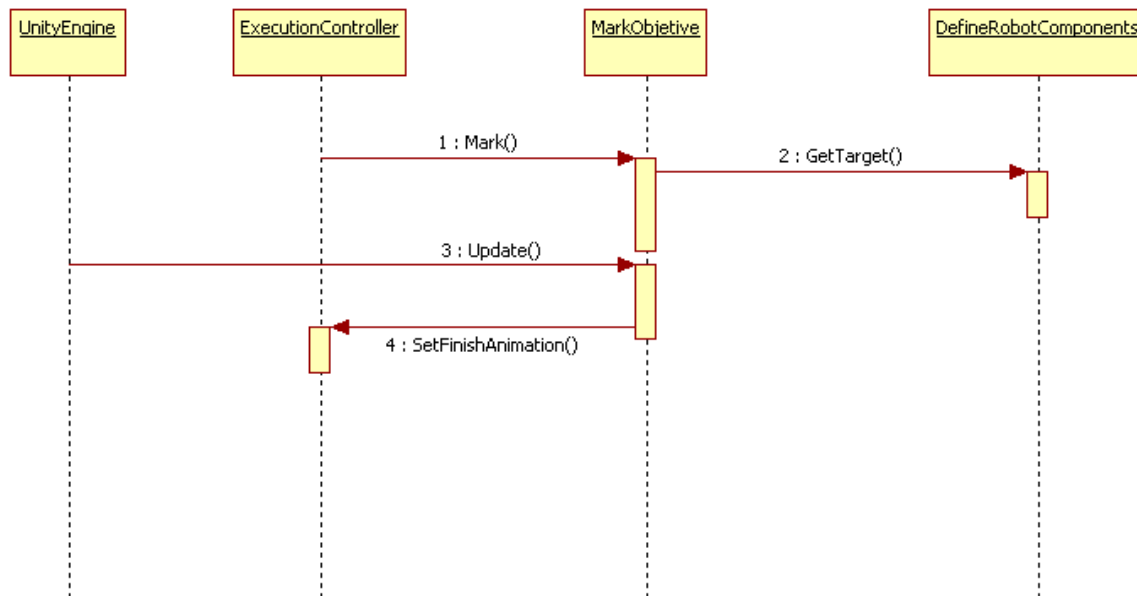 UnityEngine
ExecutionController
MarkObjetive
DefineRobotComponents
1 : Mark()
2 : GetTarget()
3 : Update()
4 : SetFinishAnimation()